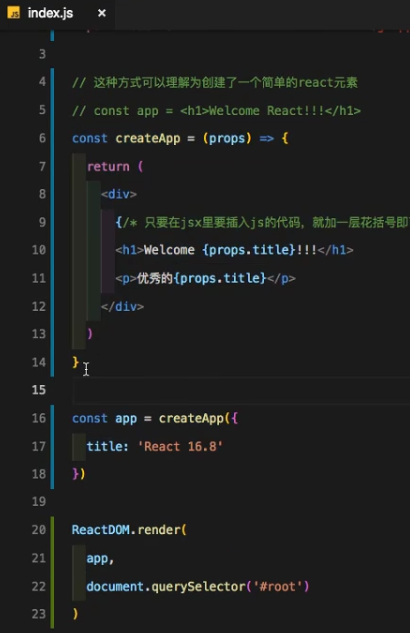 index.js
3
4 // 这种方式可以理解为创建了一个简单的react元素
5 // const app = <h1>Welcome React!!!</h1>
6 const createApp = (props) => {
7 return (
8 <div>
9 {/* 只要在jsx里要插入js的代码，就加一层花括号即
10 <h1>Welcome {props.title}!!!</h1>
11 <p>优秀的{props.title}</p>
12 </div>
13 )
14 }
15
16 const app = createApp({
17 title: 'React 16.8'
18 })
19
20 ReactDOM.render(
21 app,
22 document.querySelector('#root')
23 )